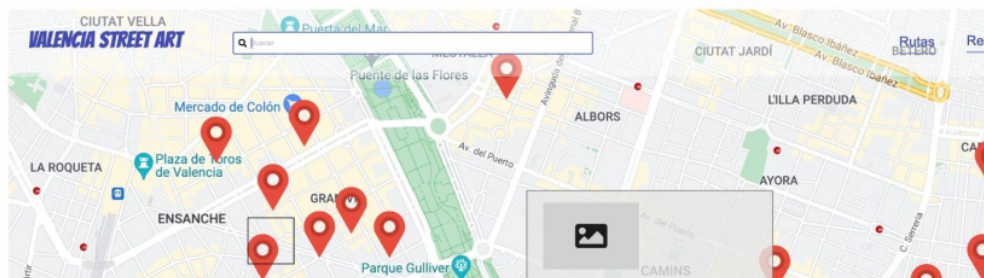 CIUTAT VELLA
VALENCIA STREET ART
Puerta del Mar
buscar
CIUTAT JARDÍ
Av. Blasco Ibáñez
BETERÓ
Rutas
Re
Puente de las Flores
Av. Blasco Ibáñez
Mercado de Colón
L'ILLA PERDUDA
ALBORS
Av. del Puerto
LA ROQUETA
Plaza de Toros
de Valencia
AYORA
ENSANCHE
Parque Gulliver
Av. del Puerto
C. Serrería
CAMINS